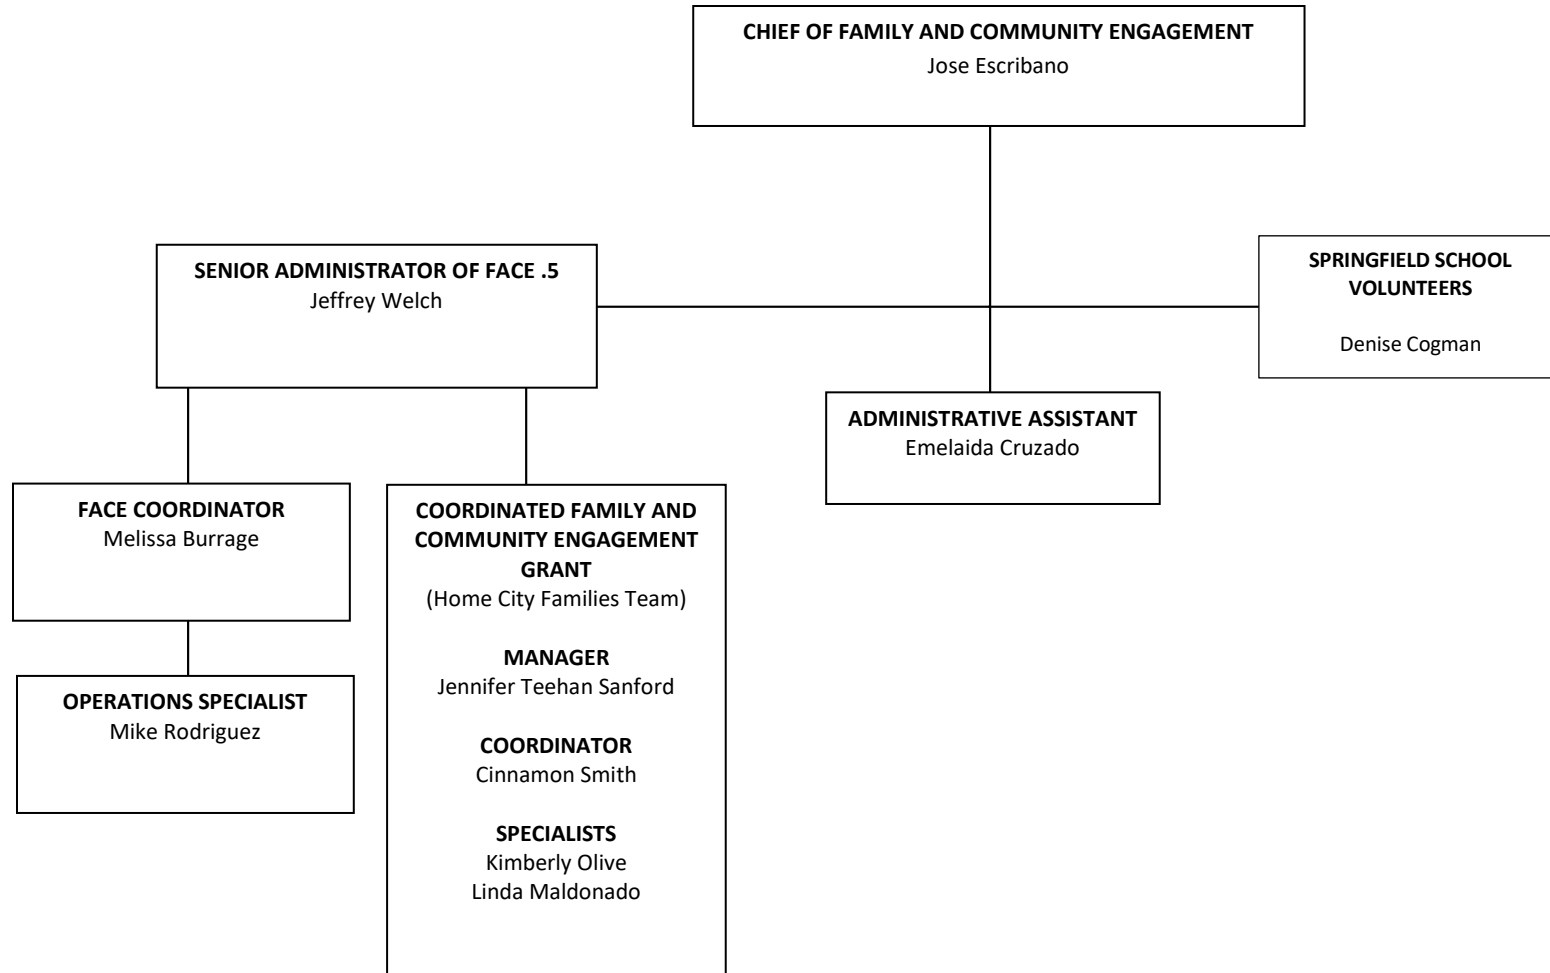 CHIEF OF FAMILY AND COMMUNITY ENGAGEMENT
Jose Escribano
SENIOR ADMINISTRATOR OF FACE .5
Jeffrey Welch
SPRINGFIELD SCHOOL
VOLUNTEERS
Denise Cogman
ADMINISTRATIVE ASSISTANT
Emelaida Cruzado
FACE COORDINATOR
Melissa Burrage
COORDINATED FAMILY AND
COMMUNITY ENGAGEMENT
GRANT
(Home City Families Team)
MANAGER
Jennifer Teehan Sanford
COORDINATOR
Cinnamon Smith
SPECIALISTS
Kimberly Olive
Linda Maldonado
OPERATIONS SPECIALIST
Mike Rodriguez